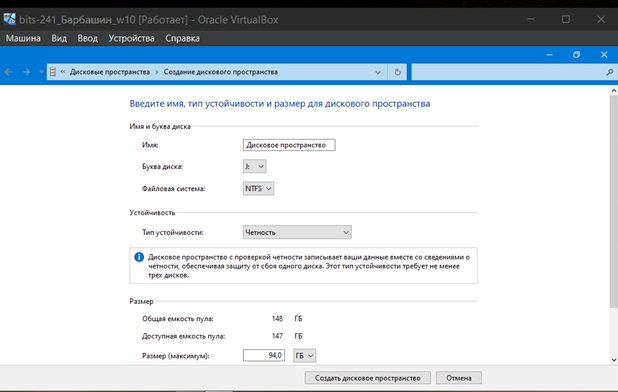 bits-241_Барбашин_w10 [Работает] - Oracle VirtualBox
Машина Вид Ввод Устройства Справка
« Дисковые пространства › Создание дискового пространства
Введите имя, тип устойчивости и размер для дискового пространства
Имя и буква диска
Имя: Дисковое пространство
Буква диска: J:
Файловая система: NTFS
Устойчивость
Тип устойчивости: Четность
Дисковое пространство с проверкой четности записывает ваши данные вместе со сведениями о
четности, обеспечивая защиту от сбоя одного диска. Этот тип устойчивости требует не менее
трех дисков.
Размер
Общая емкость пула: 148 ГБ
Доступная емкость пула: 147 ГБ
Размер (максимум): 94,0 ГБ
Создать дисковое пространство Отмена